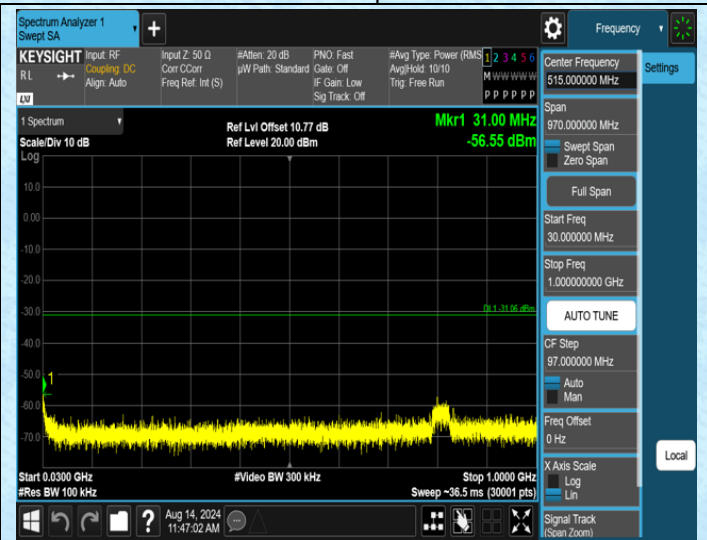 Spectrum Analyzer 1
Swept SA
+
Frequency
KEYSIGHT
RL
LXI
Input: RF
Coupling: DC
Align: Auto
Input Z: 50 Ω
Corr CCorr
Freq Ref: Int (S)
#Atten: 20 dB
µW Path: Standard
PNO: Fast
Gate: Off
IF Gain: Low
Sig Track: Off
#Avg Type: Power (RMS
Avg|Hold: 10/10
Trig: Free Run
1 2 3 4 5 6
M W W W W W
P P P P P P
1 Spectrum
Scale/Div 10 dB
Log
Ref Lvl Offset 10.77 dB
Ref Level 20.00 dBm
Mkr1 31.00 MHz
-56.55 dBm
10.0
0.00
-10.0
-20.0
-30.0
-40.0
-50.0
-60.0
-70.0
DL1 -31.06 dBm
1
Start 0.0300 GHz
#Res BW 100 kHz
#Video BW 300 kHz
Stop 1.0000 GHz
Sweep ~36.5 ms (30001 pts)
?
Aug 14, 2024
11:47:02 AM
Center Frequency
515.000000 MHz
Span
970.000000 MHz
Swept Span
Zero Span
Full Span
Start Freq
30.000000 MHz
Stop Freq
1.000000000 GHz
AUTO TUNE
CF Step
97.000000 MHz
Auto
Man
Freq Offset
0 Hz
X Axis Scale
Log
Lin
Signal Track
(Span Zoom)
Settings
Local